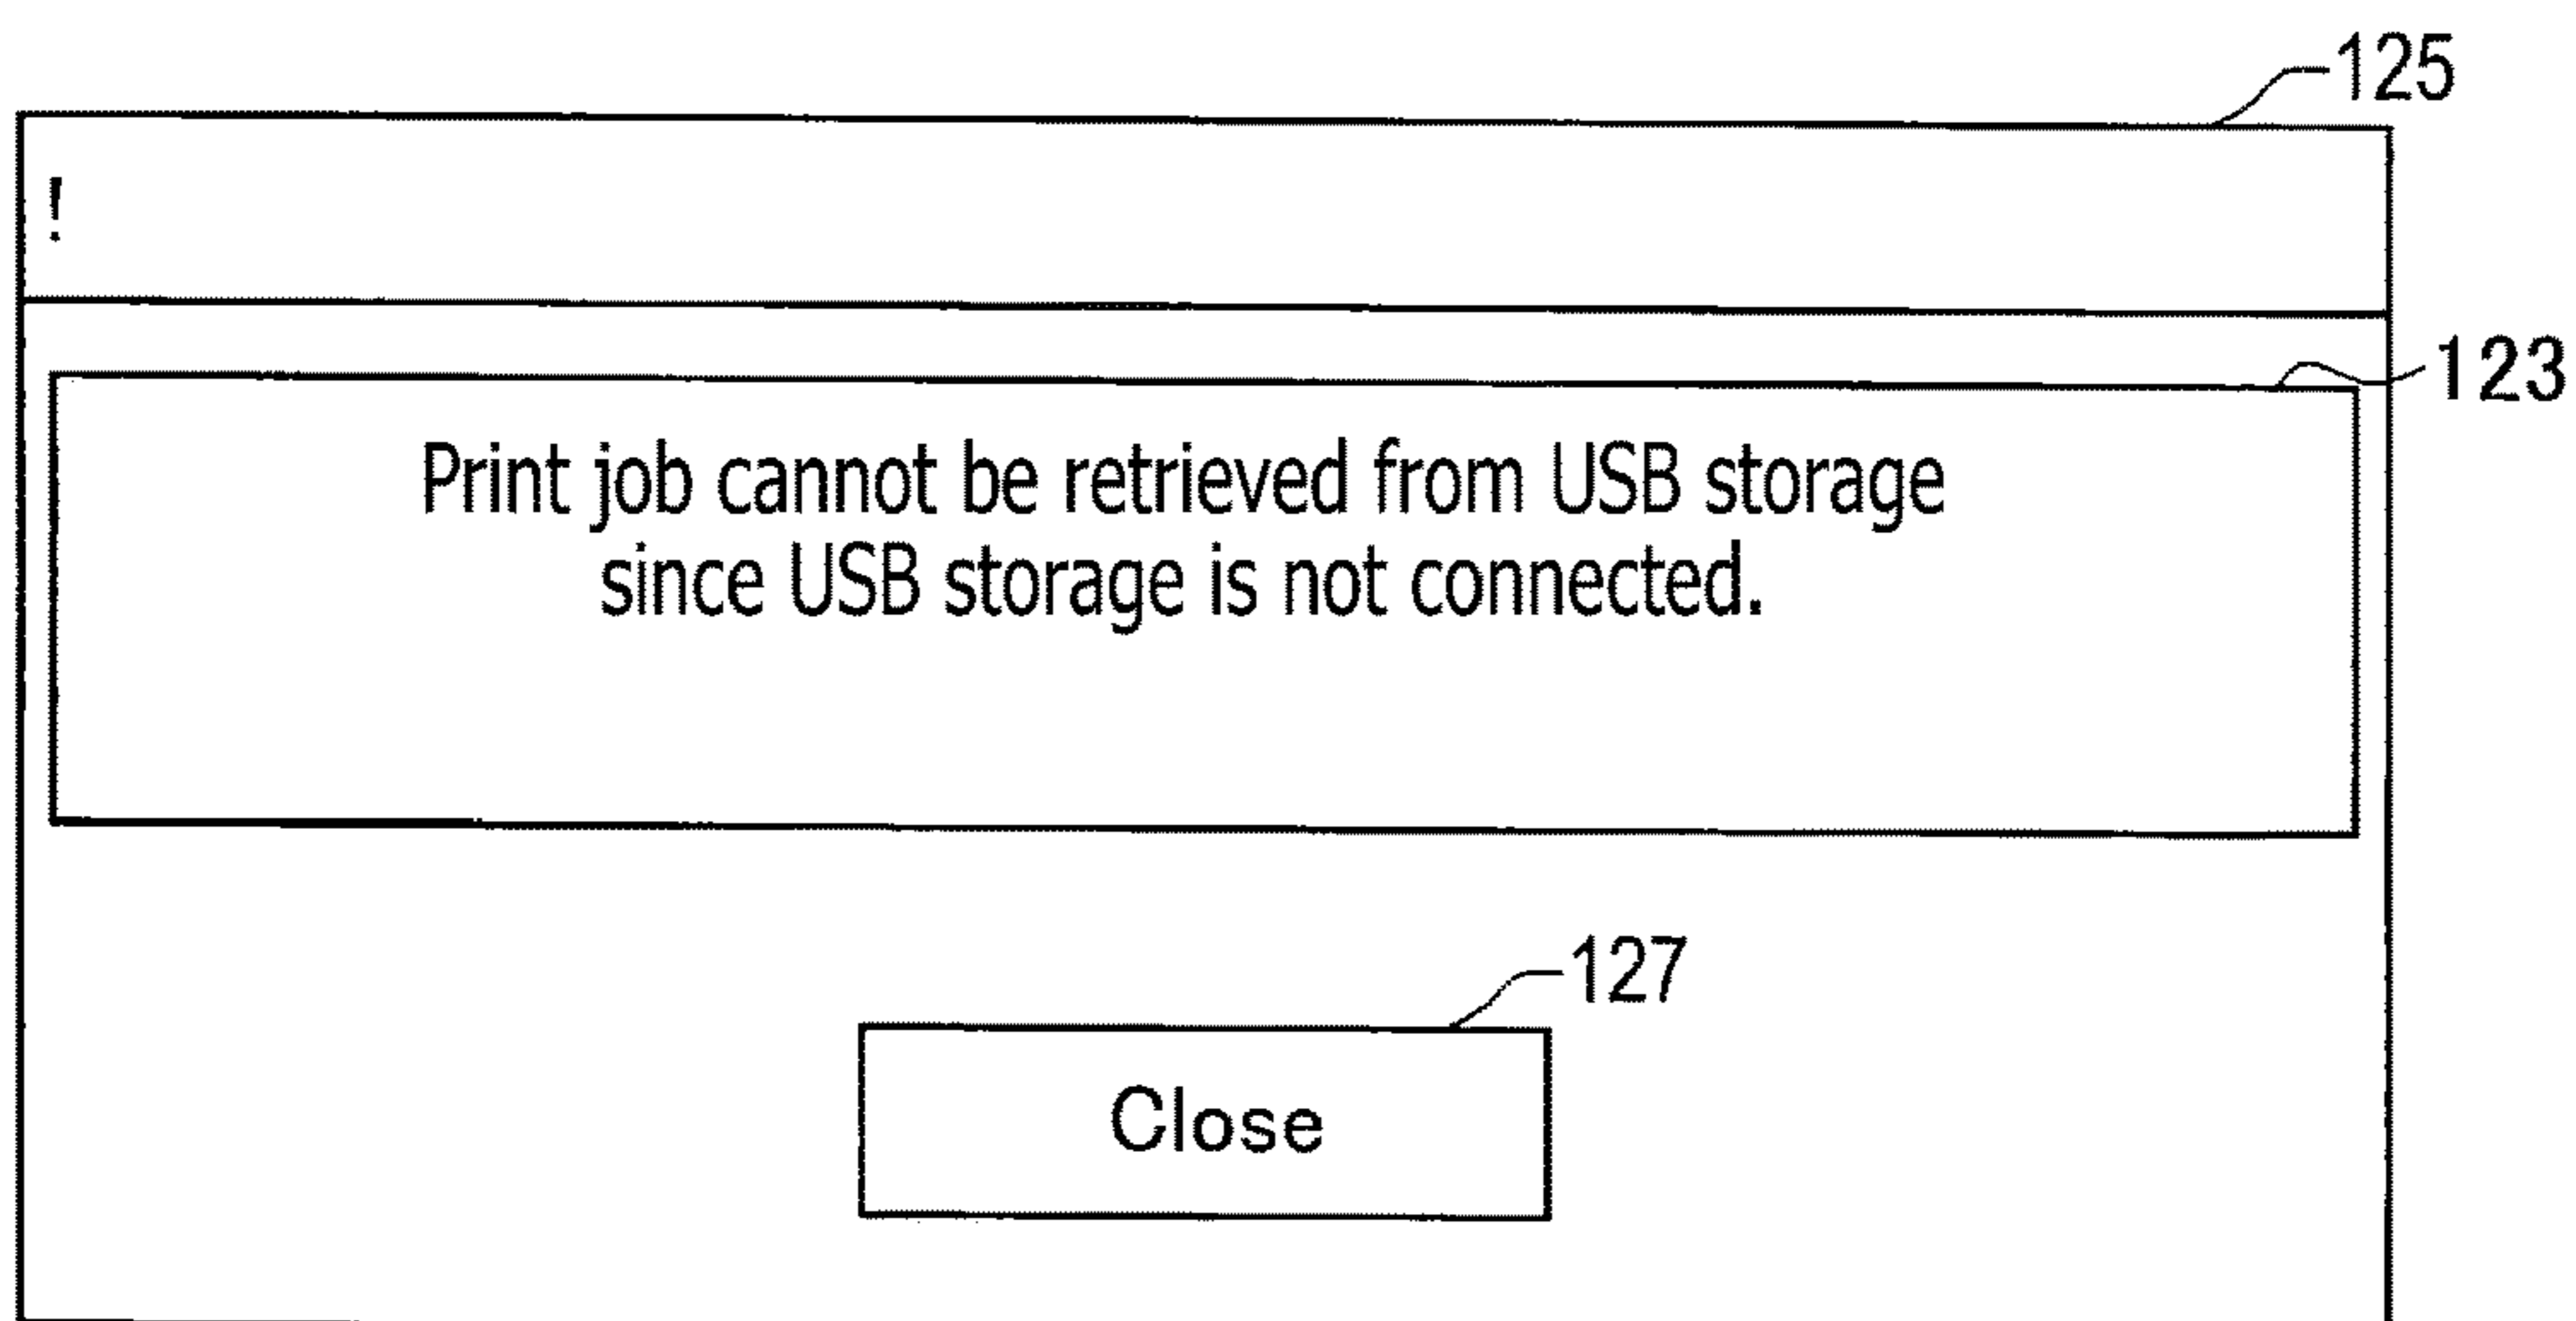 125
!
123
Print job cannot be retrieved from USB storage
since USB storage is not connected.
127
Close